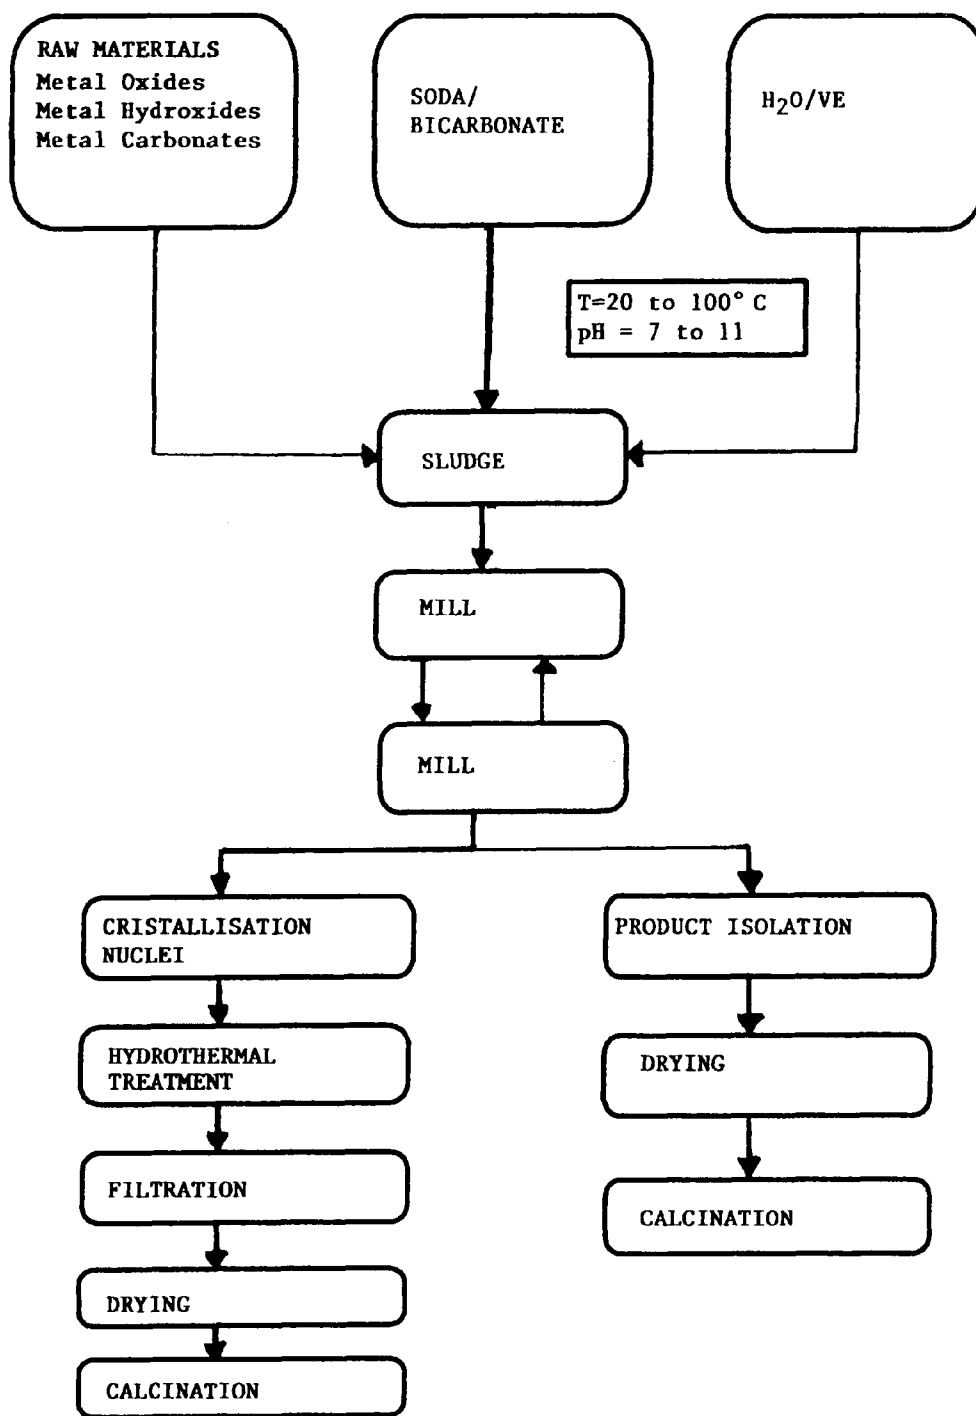 RAW MATERIALS
Metal Oxides
Metal Hydroxides
Metal Carbonates
SODA/
BICARBONATE
H₂O/VE
T=20 to 100° C
pH = 7 to 11
SLUDGE
MILL
MILL
CRISTALLISATION
NUCLEI
HYDROTHERMAL
TREATMENT
FILTRATION
DRYING
CALCINATION
PRODUCT ISOLATION
DRYING
CALCINATION